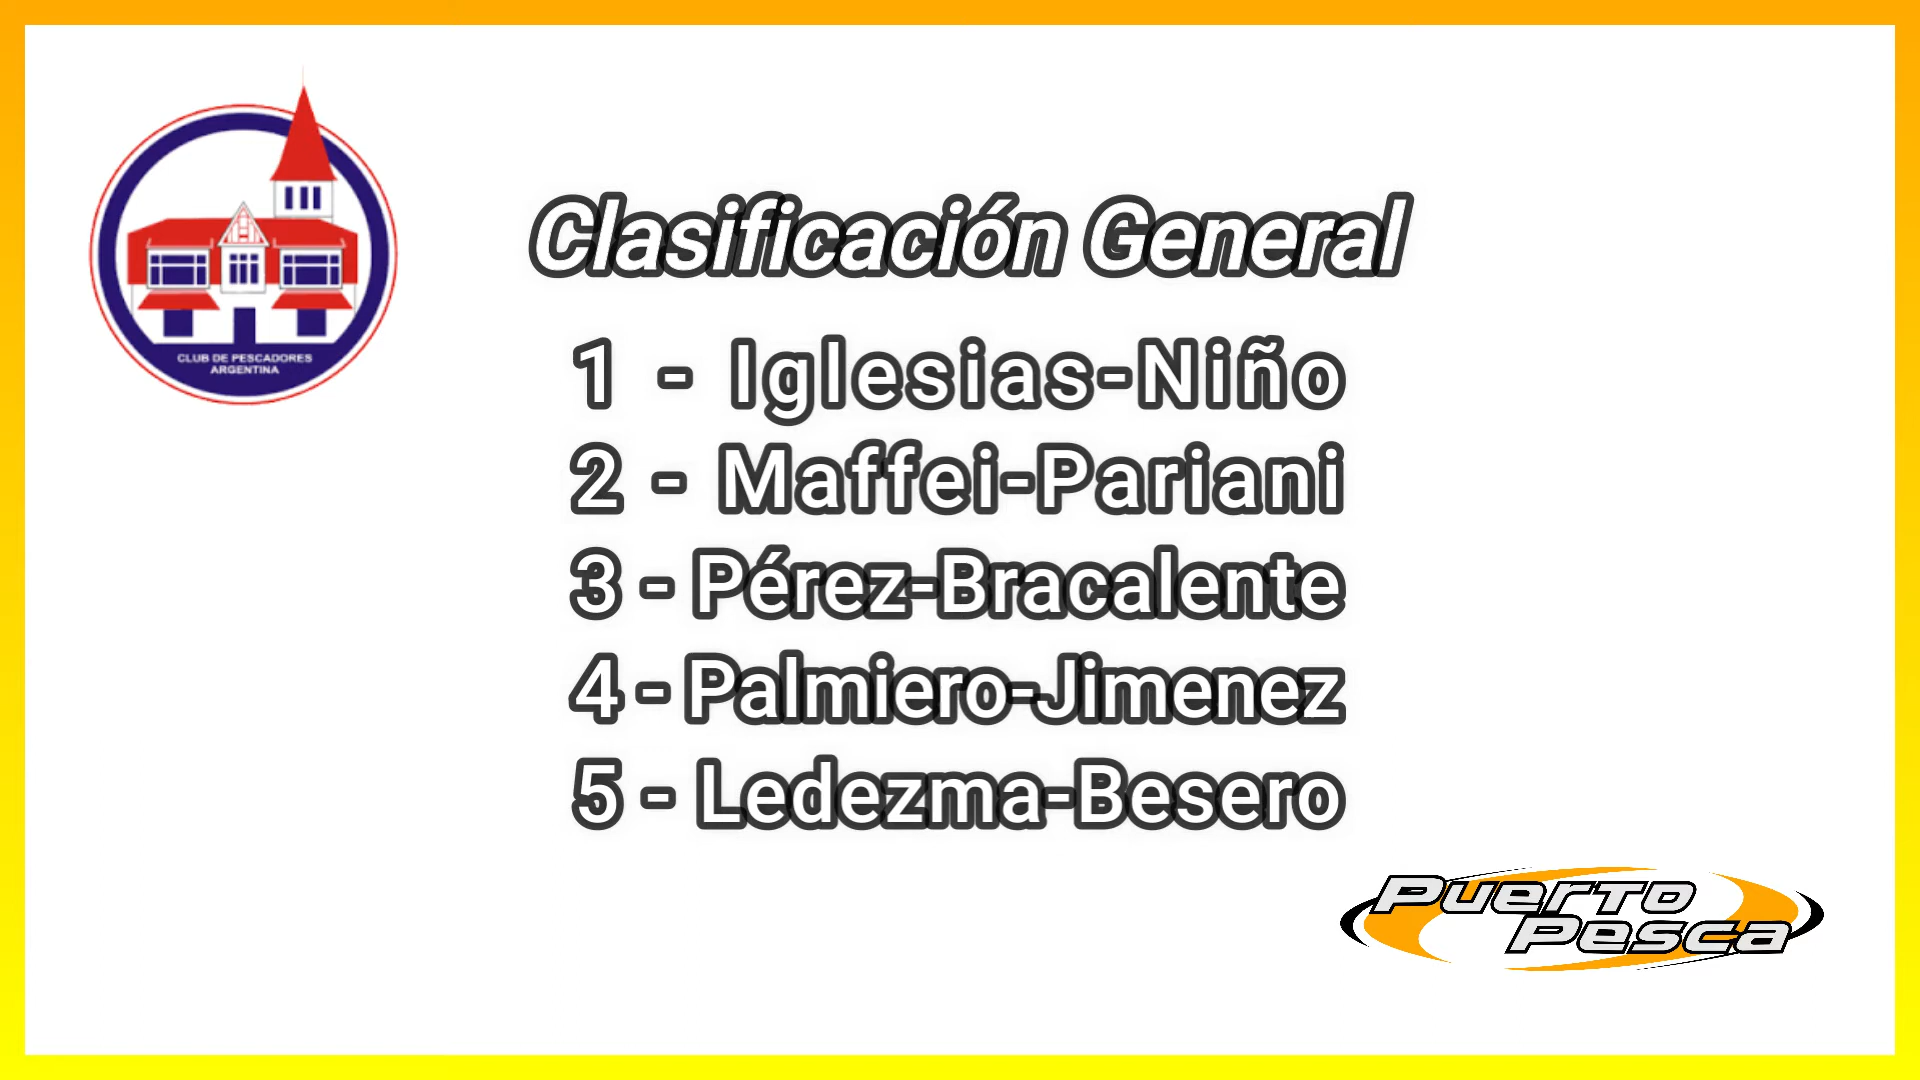 CLUB DE PESCADORES
ARGENTINA
Clasificación General
1 - Iglesias-Niño
2 - Maffei-Pariani
3 - Pérez-Bracalente
4 - Palmiero-Jimenez
5 - Ledezma-Besero
Puerto
Pesca